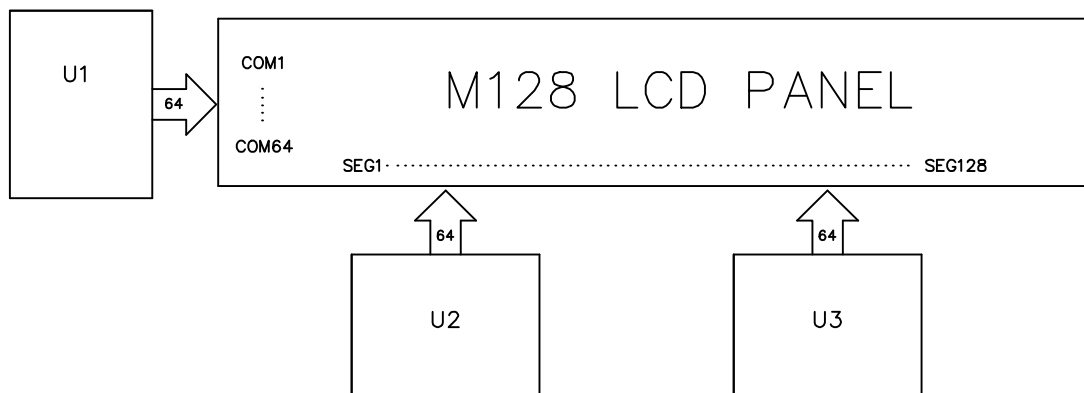 U1
64
COM1
COM64
M128 LCD PANEL
SEG1
SEG128
64
64
U2
U3